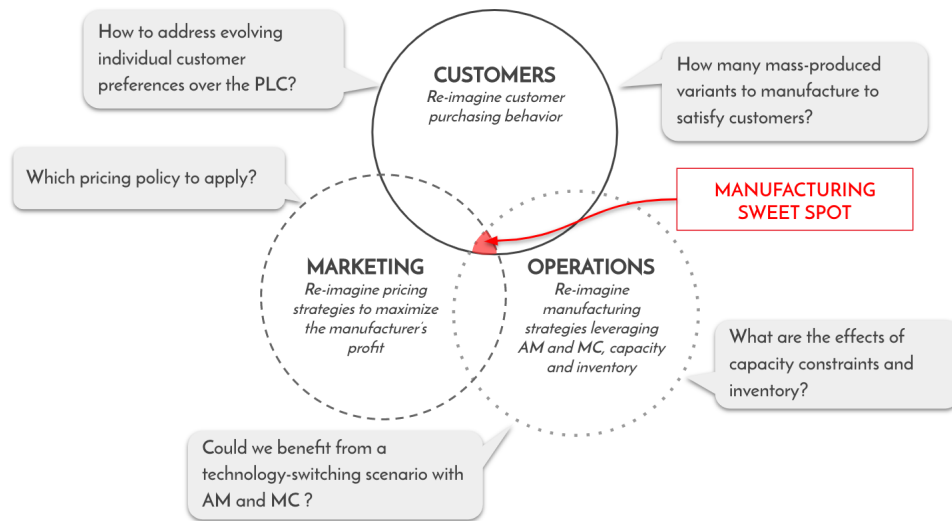 How to address evolving
individual customer
preferences over the PLC?
CUSTOMERS
Re-imagine customer
purchasing behavior
How many mass-produced
variants to manufacture to
satisfy customers?
Which pricing policy to apply?
MANUFACTURING
SWEET SPOT
MARKETING
Re-imagine pricing
strategies to maximize
the manufacturer's
profit
OPERATIONS
Re-imagine
manufacturing
strategies leveraging
AM and MC, capacity
and inventory
What are the effects of
capacity constraints and
inventory?
Could we benefit from a
technology-switching scenario with
AM and MC ?